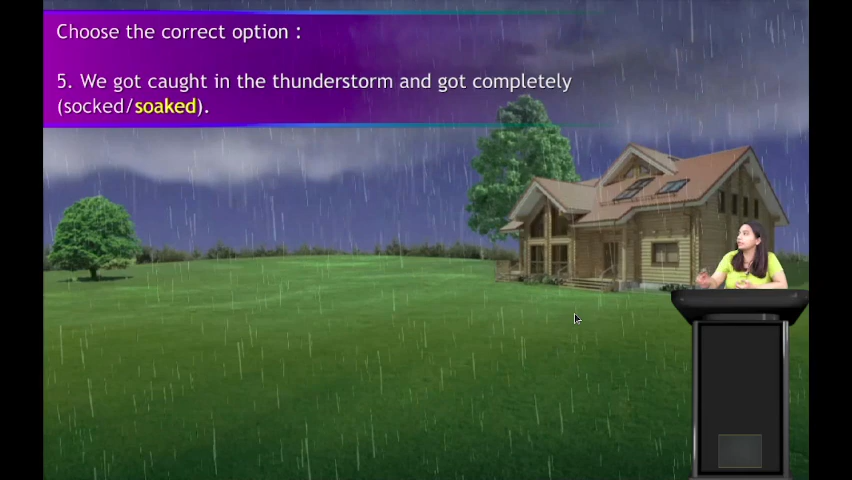 Choose the correct option :
5. We got caught in the thunderstorm and got completely
(socked/soaked).